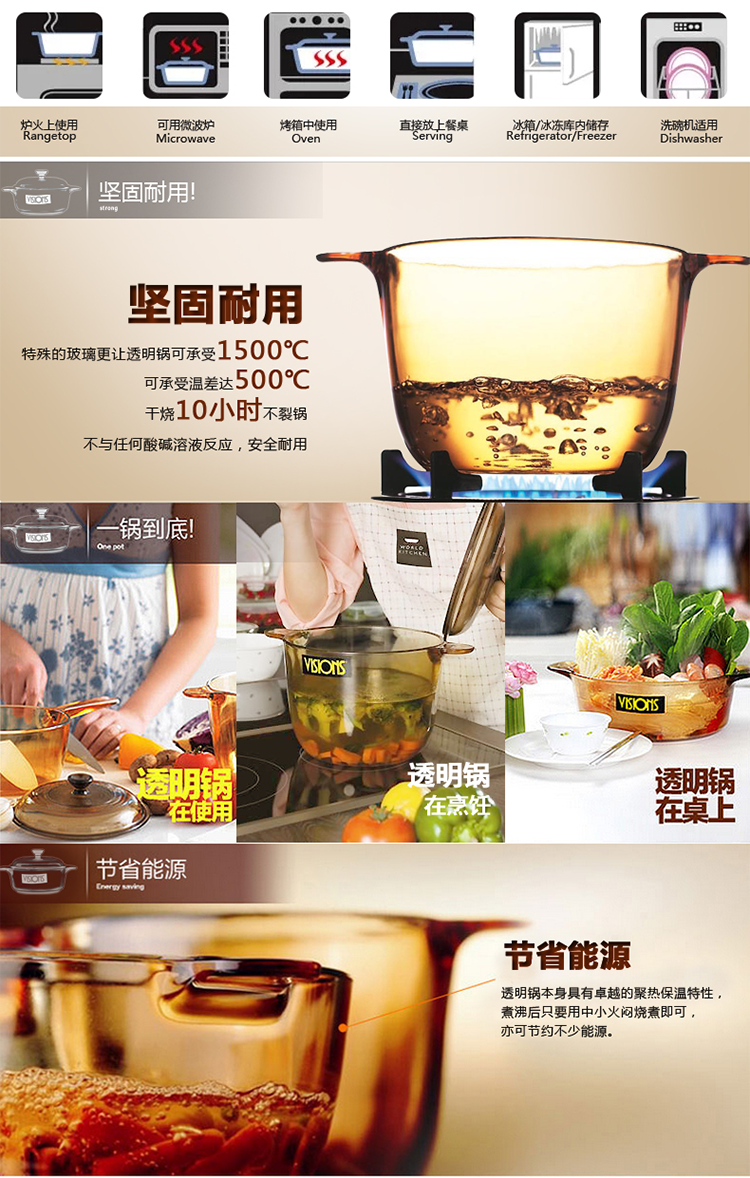 炉火上使用
Rangetop
可用微波炉
Microwave
烤箱中使用
Oven
直接放上餐桌
Serving
冰箱/冰冻库内储存
Refrigerator/Freezer
洗碗机适用
Dishwasher
VISIONS
坚固耐用!
strong
坚固耐用
特殊的玻璃更让透明锅可承受1500℃
可承受温差达500℃
干烧10小时不裂锅
不与任何酸碱溶液反应，安全耐用
VISIONS
一锅到底!
One pot
WORLD
KITCHEN
VISIONS
VISIONS
透明锅
在使用
透明锅
在烹饪
透明锅
在桌上
VISIONS
节省能源
Energy saving
节省能源
透明锅本身具有卓越的聚热保温特性，
煮沸后只要用中小火闷烧煮即可，
亦可节约不少能源。